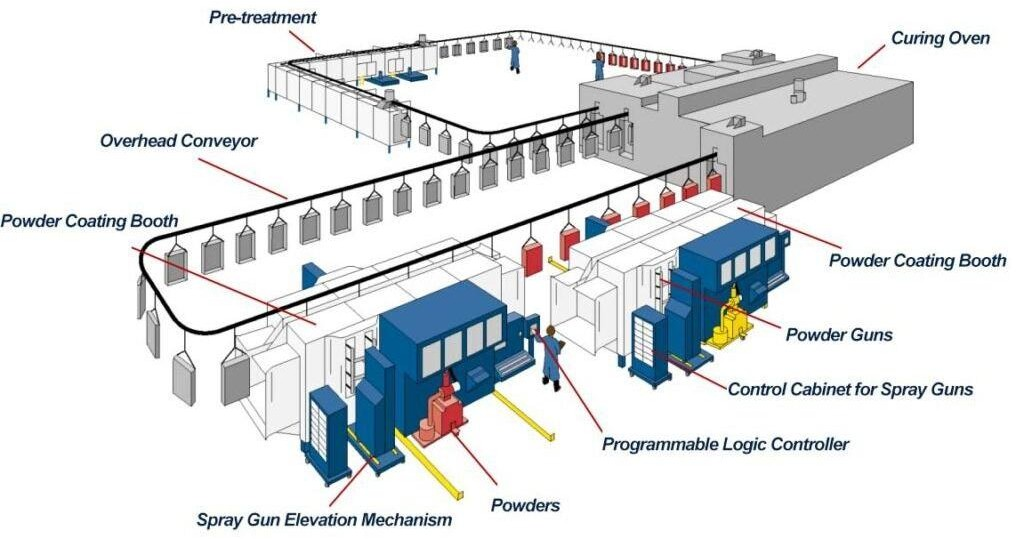 Pre-treatment
Curing Oven
Overhead Conveyor
Powder Coating Booth
Powder Coating Booth
Powder Guns
Control Cabinet for Spray Guns
Programmable Logic Controller
Powders
Spray Gun Elevation Mechanism